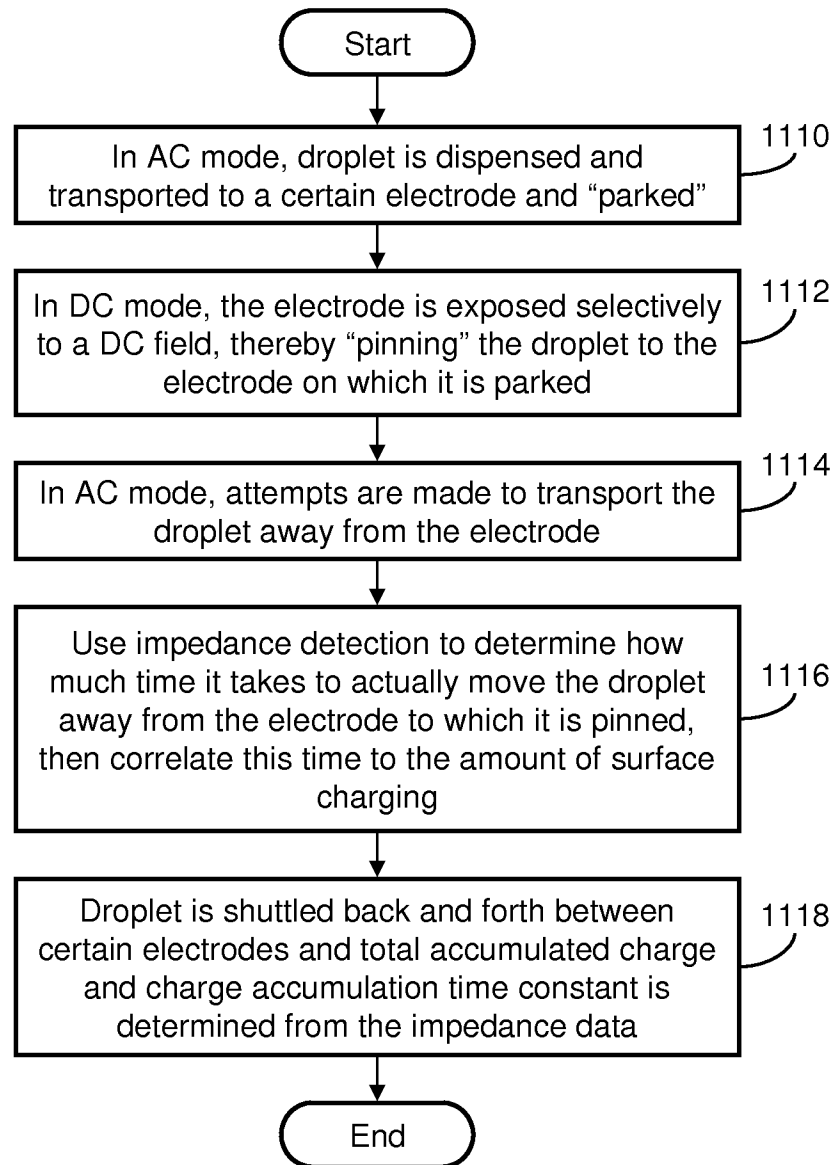 Start
1110
In AC mode, droplet is dispensed and
transported to a certain electrode and “parked”
1112
In DC mode, the electrode is exposed selectively
to a DC field, thereby “pinning” the droplet to the
electrode on which it is parked
1114
In AC mode, attempts are made to transport the
droplet away from the electrode
1116
Use impedance detection to determine how
much time it takes to actually move the droplet
away from the electrode to which it is pinned,
then correlate this time to the amount of surface
charging
1118
Droplet is shuttled back and forth between
certain electrodes and total accumulated charge
and charge accumulation time constant is
determined from the impedance data
End